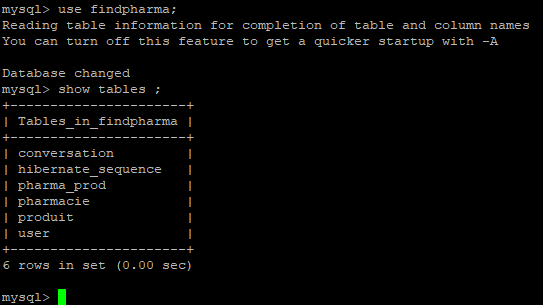 mysql> use findpharma;
Reading table information for completion of table and column names
You can turn off this feature to get a quicker startup with -A
Database changed
mysql> show tables ;
+----------------------+
| Tables_in_findpharma |
+----------------------+
| conversation         |
| hibernate_sequence   |
| pharma_prod          |
| pharmacie            |
| produit              |
| user                 |
+----------------------+
6 rows in set (0.00 sec)
mysql>